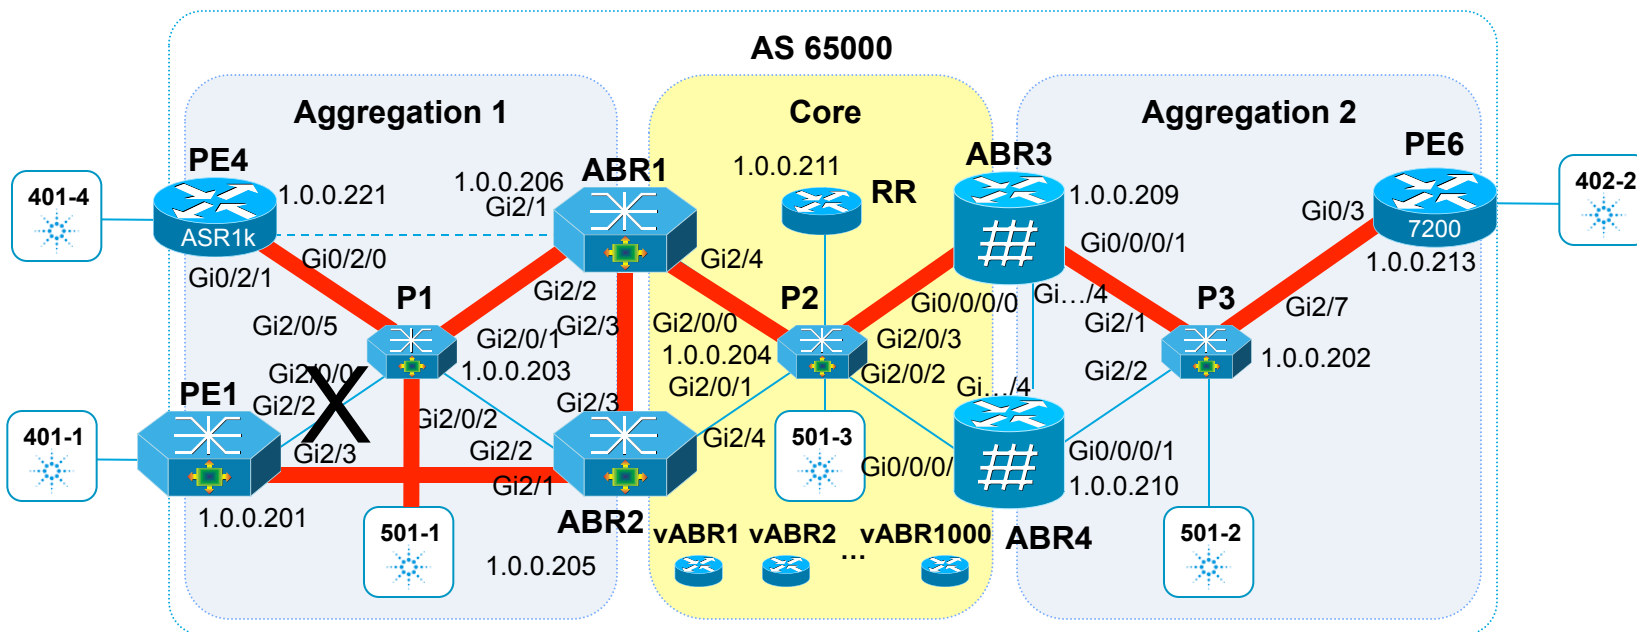 AS 65000
Aggregation 1
Core
Aggregation 2
PE4
ABR1
1.0.0.211
ABR3
PE6
401-4
1.0.0.221
1.0.0.206
Gi2/1
RR
1.0.0.209
402-2
ASR1k
Gi0/3
7200
Gi0/2/0
Gi2/4
Gi0/0/0/1
1.0.0.213
Gi0/2/1
P1
Gi2/2
P2
Gi0/0/0/0
Gi…/4
P3
Gi2/7
Gi2/0/5
Gi2/0/1
Gi2/3
Gi2/0/0
Gi2/0/3
Gi2/1
1.0.0.203
1.0.0.204
1.0.0.202
Gi2/0/0
X
PE1
Gi2/2
Gi2/0/1
Gi2/0/2
Gi…/4
Gi2/2
Gi2/0/2
Gi2/3
401-1
Gi2/3
Gi2/2
Gi2/4
501-3
Gi0/0/0/
Gi0/0/0/1
Gi2/1
1.0.0.210
1.0.0.201
ABR2
501-1
vABR1
vABR2
…
vABR1000
ABR4
501-2
1.0.0.205